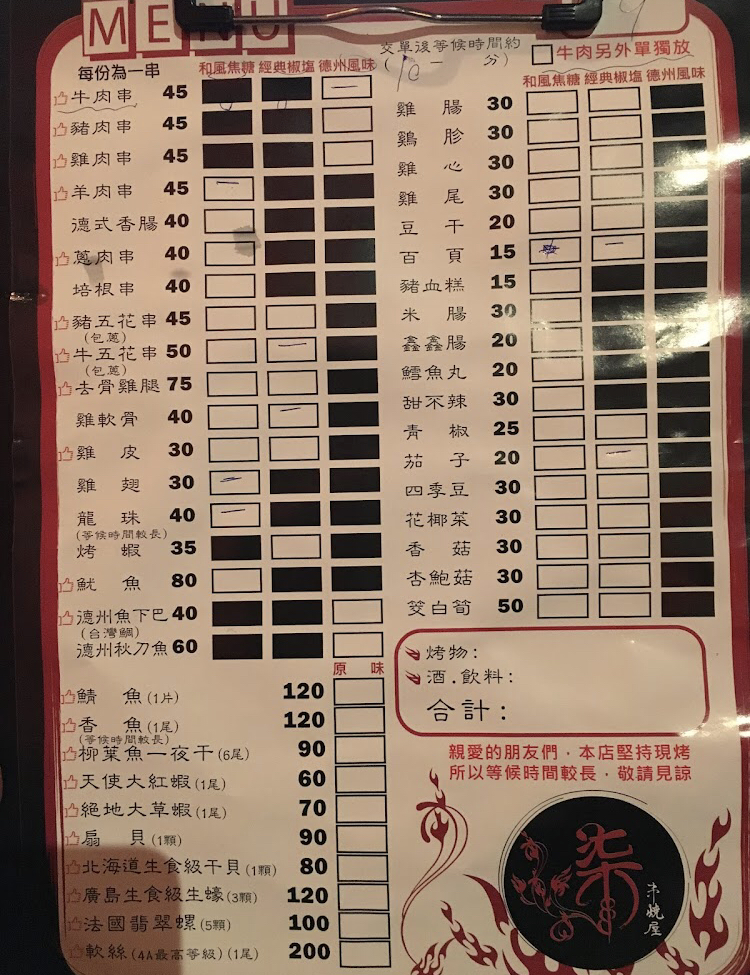 MENU
每份為一串
和風焦糖 經典椒塩 德州風味
牛肉串 45
豬肉串 45
雞肉串 45
羊肉串 45
德式香腸 40
蔥肉串 40
培根串 40
豬五花串 45
(包蔥)
牛五花串 50
(包蔥)
去骨雞腿 75
雞軟骨 40
雞皮 30
雞翅 30
龍珠 40
(等候時間較長)
烤蝦 35
魷魚 80
德州魚下巴 40
(台灣鯛)
德州秋刀魚 60
原味
鯖魚(1片) 120
香魚(1尾) 120
(等候時間較長)
柳葉魚一夜干(6尾) 90
天使大紅蝦(1尾) 60
絕地大草蝦(1尾) 70
扇貝(1顆) 90
北海道生食級干貝(1顆) 80
廣島生食級生蠔(3顆) 120
法國翡翠螺(5顆) 100
軟絲(4A最高等級)(1尾) 200
交單後等候時間約
( 分)
牛肉另外單獨放
和風焦糖 經典椒塩 德州風味
雞腸 30
鷄胗 30
雞心 30
雞尾 30
豆干 20
百頁 15
豬血糕 15
米腸 30
鑫鑫腸 20
鱈魚丸 20
甜不辣 30
青椒 25
茄子 20
四季豆 30
花椰菜 30
香菇 30
杏鮑菇 30
筊白筍 50
烤物:
酒.飲料:
合計:
親愛的朋友們．本店堅持現烤
所以等候時間較長．敬請見諒
柒
串燒屋